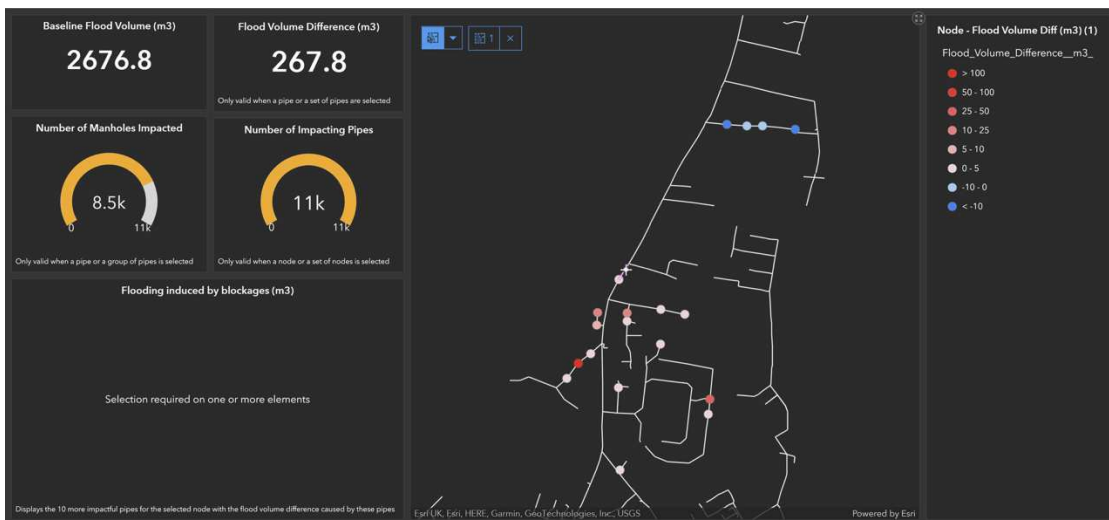 Baseline Flood Volume (m3)
2676.8
Flood Volume Difference (m3)
267.8
Only valid when a pipe or a set of pipes are selected
Number of Manholes Impacted
8.5k
0
11k
Only valid when a pipe or a group of pipes is selected
Number of Impacting Pipes
11k
0
11k
Only valid when a node or a set of nodes is selected
Flooding induced by blockages (m3)
Selection required on one or more elements
Displays the 10 more impactful pipes for the selected node with the flood volume difference caused by these pipes
1
Esri UK, Esri, HERE, Garmin, GeoTechnologies, Inc., USGS
Powered by Esri
Node - Flood Volume Diff (m3) (1)
Flood_Volume_Difference__m3_
> 100
50 - 100
25 - 50
10 - 25
5 - 10
0 - 5
-10 - 0
< -10